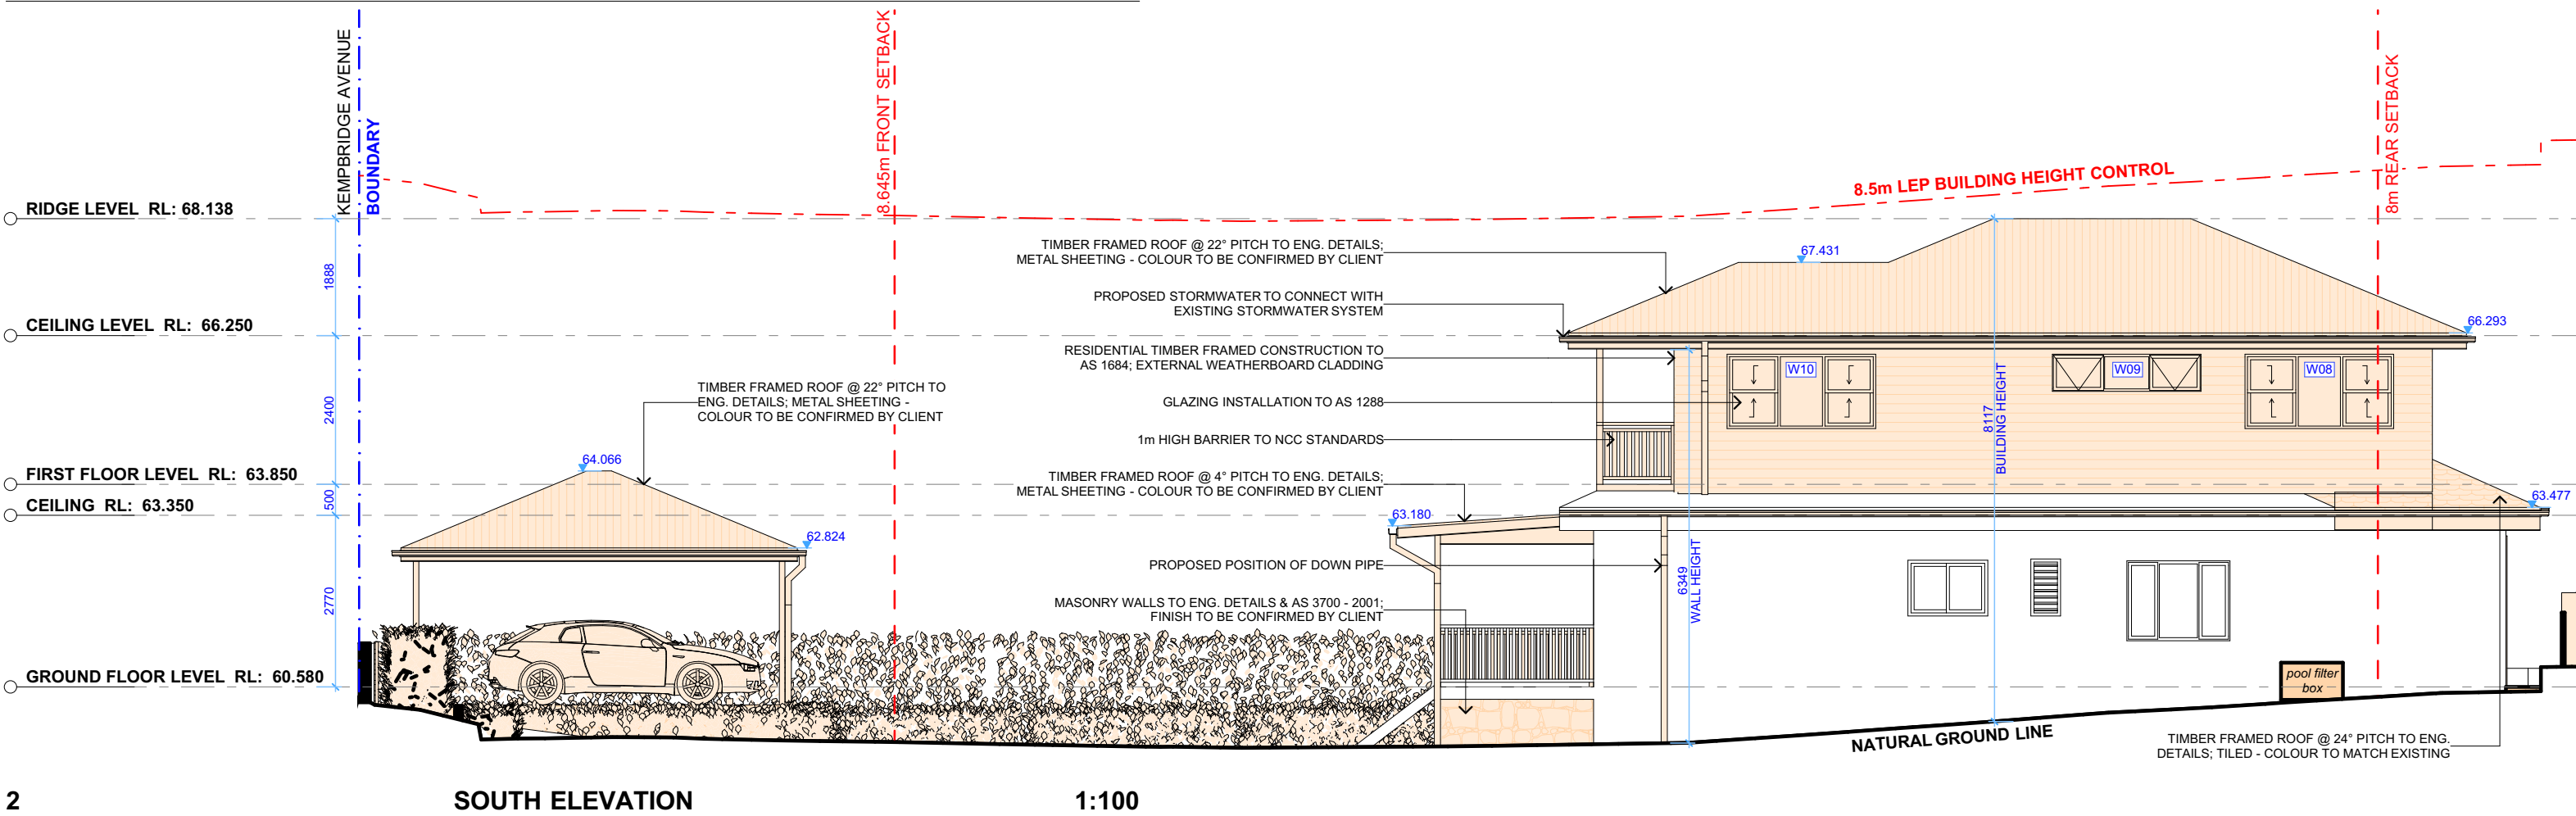 KEMPBRIDGE AVENUE
BOUNDARY
8.645m FRONT SETBACK
8m REAR SETBACK
8.5m LEP BUILDING HEIGHT CONTROL
RIDGE LEVEL RL: 68.138
CEILING LEVEL RL: 66.250
FIRST FLOOR LEVEL RL: 63.850
CEILING RL: 63.350
GROUND FLOOR LEVEL RL: 60.580
1888
2400
500
2770
TIMBER FRAMED ROOF @ 22° PITCH TO
ENG. DETAILS; METAL SHEETING -
COLOUR TO BE CONFIRMED BY CLIENT
64.066
62.824
TIMBER FRAMED ROOF @ 22° PITCH TO ENG. DETAILS;
METAL SHEETING - COLOUR TO BE CONFIRMED BY CLIENT
PROPOSED STORMWATER TO CONNECT WITH
EXISTING STORMWATER SYSTEM
RESIDENTIAL TIMBER FRAMED CONSTRUCTION TO
AS 1684; EXTERNAL WEATHERBOARD CLADDING
GLAZING INSTALLATION TO AS 1288
1m HIGH BARRIER TO NCC STANDARDS
TIMBER FRAMED ROOF @ 4° PITCH TO ENG. DETAILS;
METAL SHEETING - COLOUR TO BE CONFIRMED BY CLIENT
63.180
PROPOSED POSITION OF DOWN PIPE
MASONRY WALLS TO ENG. DETAILS & AS 3700 - 2001;
FINISH TO BE CONFIRMED BY CLIENT
67.431
66.293
W10
W09
W08
8117
BUILDING HEIGHT
6349
WALL HEIGHT
63.477
pool filter
box
NATURAL GROUND LINE
TIMBER FRAMED ROOF @ 24° PITCH TO ENG.
DETAILS; TILED - COLOUR TO MATCH EXISTING
2
SOUTH ELEVATION
1:100